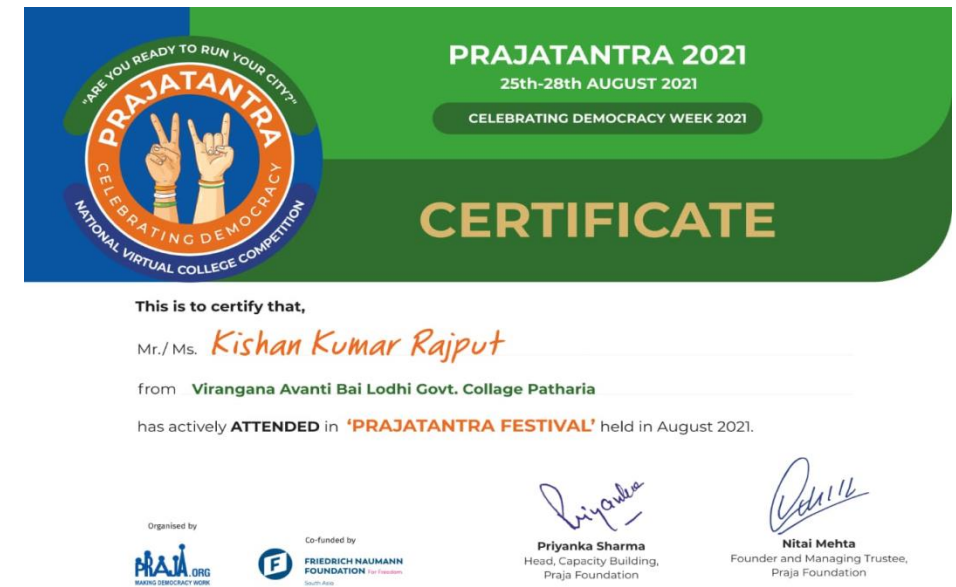 "ARE YOU READY TO RUN YOUR CITY?"
PRAJATANTRA
CELEBRATING DEMOCRACY
NATIONAL VIRTUAL COLLEGE COMPETITION
PRAJATANTRA 2021
25th-28th AUGUST 2021
CELEBRATING DEMOCRACY WEEK 2021
CERTIFICATE
This is to certify that,
Mr./ Ms. Kishan Kumar Rajput
from Virangana Avanti Bai Lodhi Govt. Collage Patharia
has actively ATTENDED in ‘PRAJATANTRA FESTIVAL’ held in August 2021.
Organised by
PRAJA.ORG
MAKING DEMOCRACY WORK
Co-funded by
F
FRIEDRICH NAUMANN
FOUNDATION For Freedom.
South Asia
Priyanka
Priyanka Sharma
Head, Capacity Building,
Praja Foundation
Nitai Mehta
Founder and Managing Trustee,
Praja Foundation